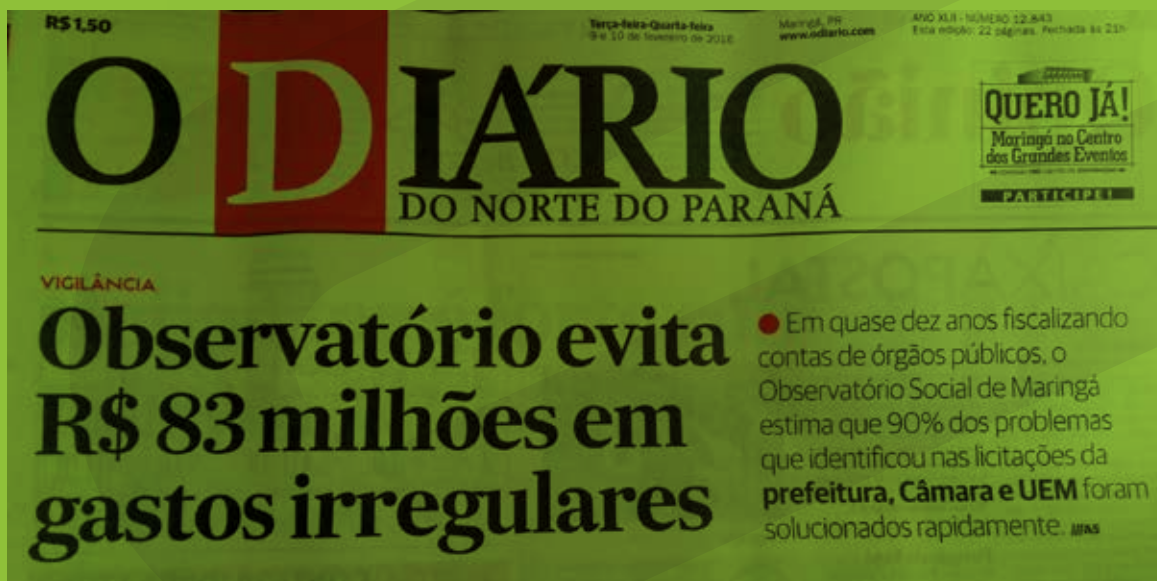 R$ 1,50
Terça-feira-Quarta-feira
9 e 10 de fevereiro de 2016
Maringá, PR
www.odiario.com
ANO XLII - NÚMERO 12.843
Esta edição: 22 páginas. Fechada às 21h
O DIÁRIO
DO NORTE DO PARANÁ
QUERO JÁ!
Maringá no Centro
dos Grandes Eventos
PARTICIPE!
VIGILÂNCIA
Observatório evita
R$ 83 milhões em
gastos irregulares
Em quase dez anos fiscalizando
contas de órgãos públicos, o
Observatório Social de Maringá
estima que 90% dos problemas
que identificou nas licitações da
prefeitura, Câmara e UEM foram
solucionados rapidamente. ///A5